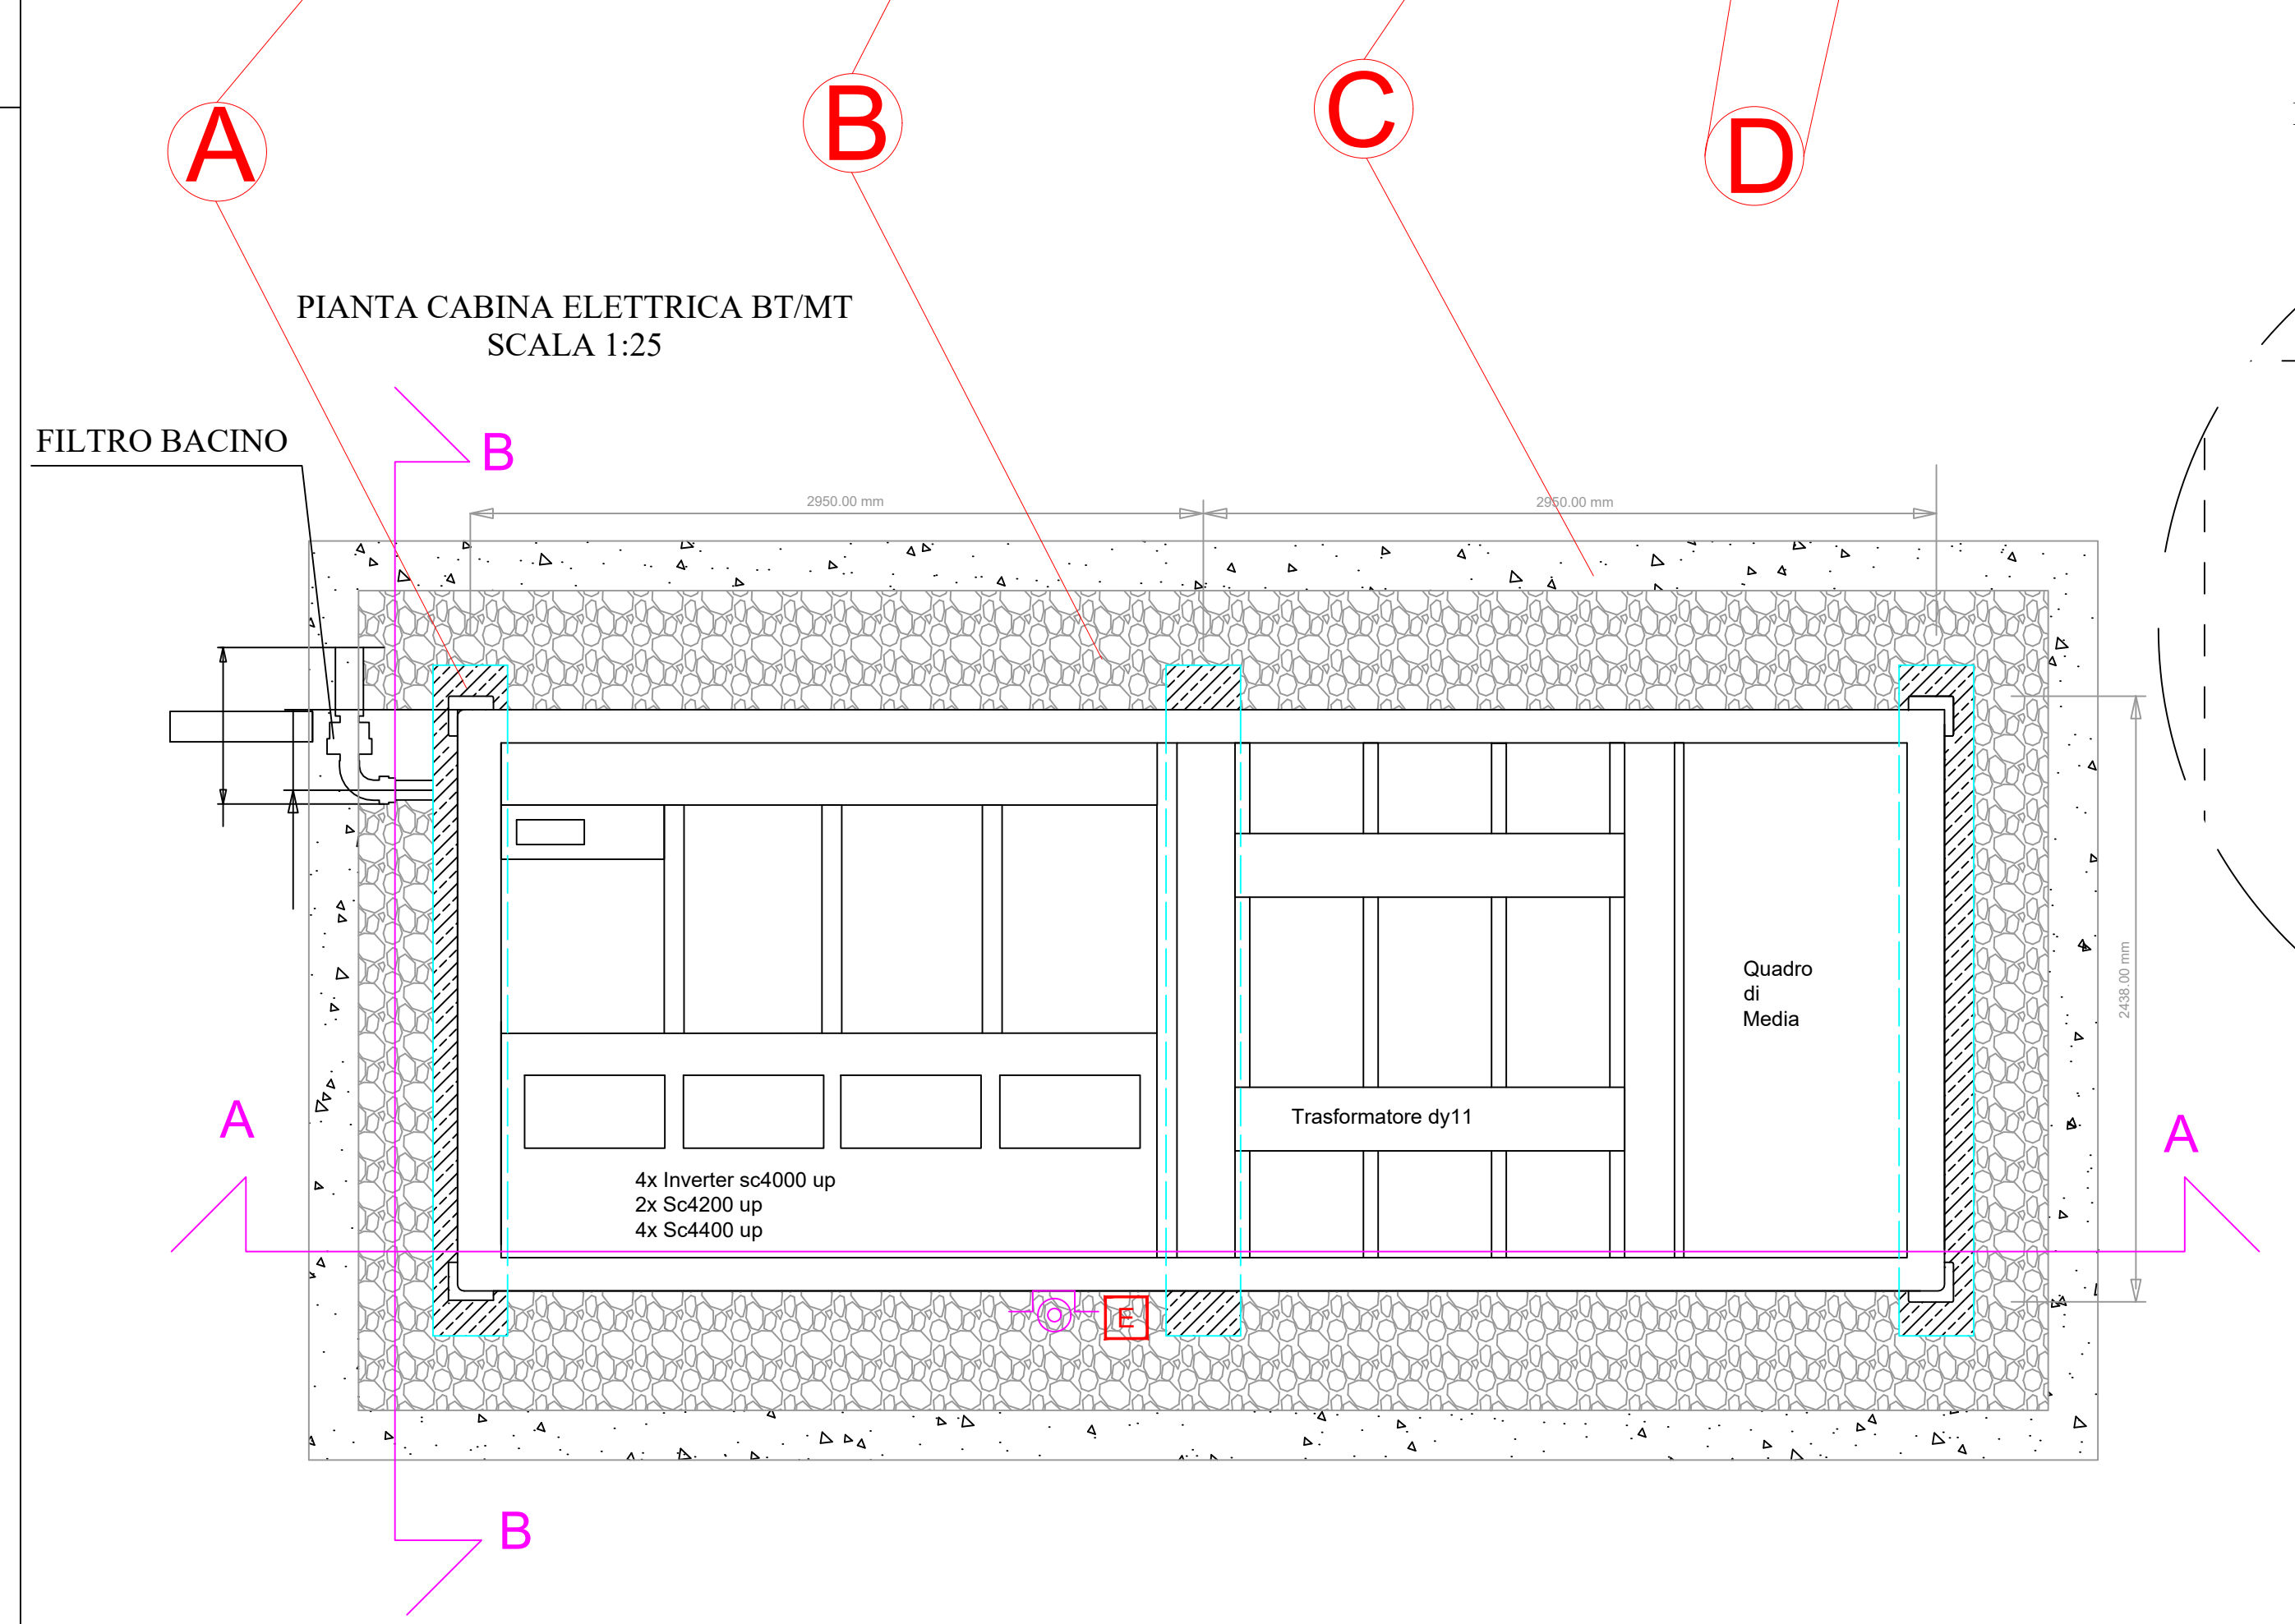 A
B
C
D
PIANTA CABINA ELETTRICA BT/MT
SCALA 1:25
FILTRO BACINO
B
2950.00 mm
2950.00 mm
Quadro
di
Media
2438.00 mm
A
Trasformatore dy11
A
4x Inverter sc4000 up
2x Sc4200 up
4x Sc4400 up
E
B